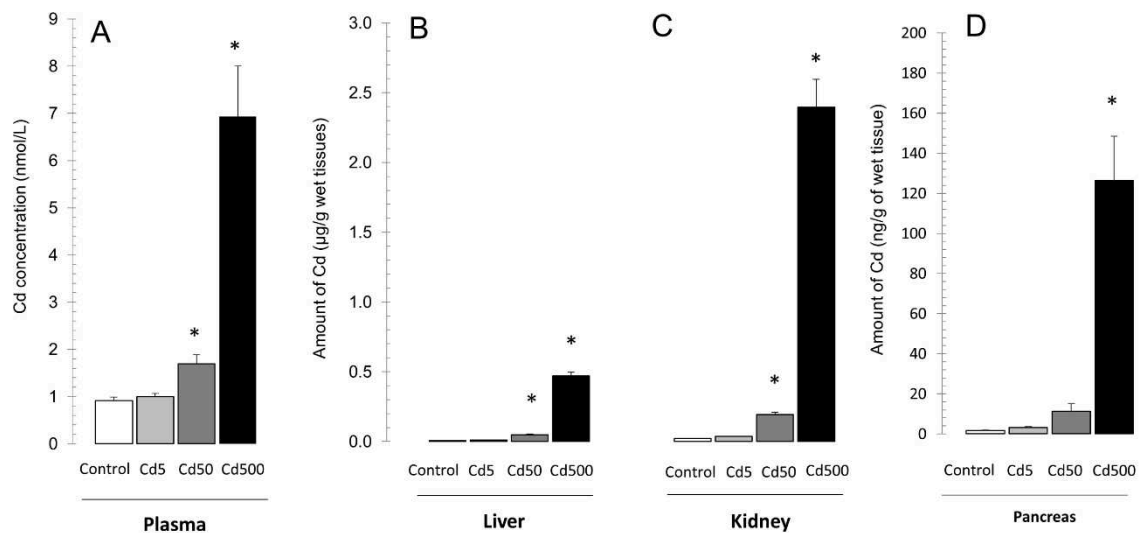 A
B
C
D
*
*
*
*
*
*
*
Cd concentration (nmol/L)
9
8
7
6
5
4
3
2
1
0
Control Cd5 Cd50 Cd500
Plasma
Amount of Cd (µg/g wet tissues)
3.0
2.5
2.0
1.5
1.0
0.5
0.0
Control Cd5 Cd50 Cd500
Liver
Control Cd5 Cd50 Cd500
Kidney
Amount of Cd (ng/g of wet tissue)
200
180
160
140
120
100
80
60
40
20
0
Control Cd5 Cd50 Cd500
Pancreas